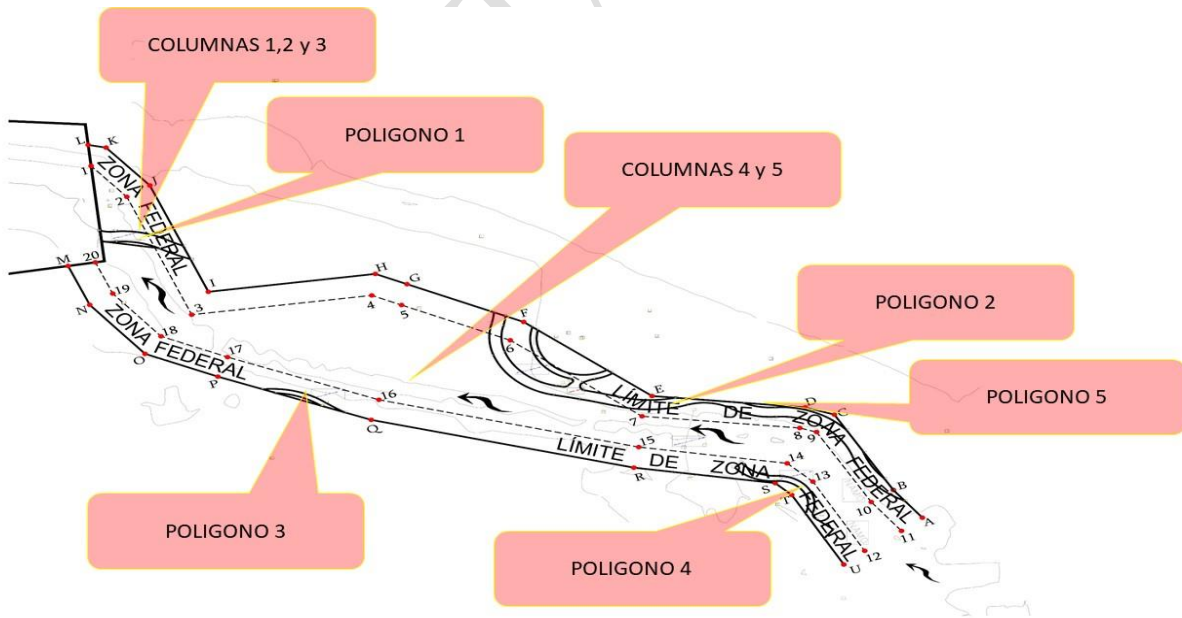 COLUMNAS 1,2 y 3
POLIGONO 1
COLUMNAS 4 y 5
POLIGONO 2
POLIGONO 5
POLIGONO 3
POLIGONO 4
L
K
J
1
2
ZONA FEDERAL
M
20
19
N
I
3
H
G
4
5
F
6
18
17
O
P
ZONA FEDERAL
16
Q
E
7
D
C
8
9
LÍMITE DE ZONA FEDERAL
B
A
10
11
15
14
13
R
S
T
LÍMITE DE ZONA FEDERAL
12
U